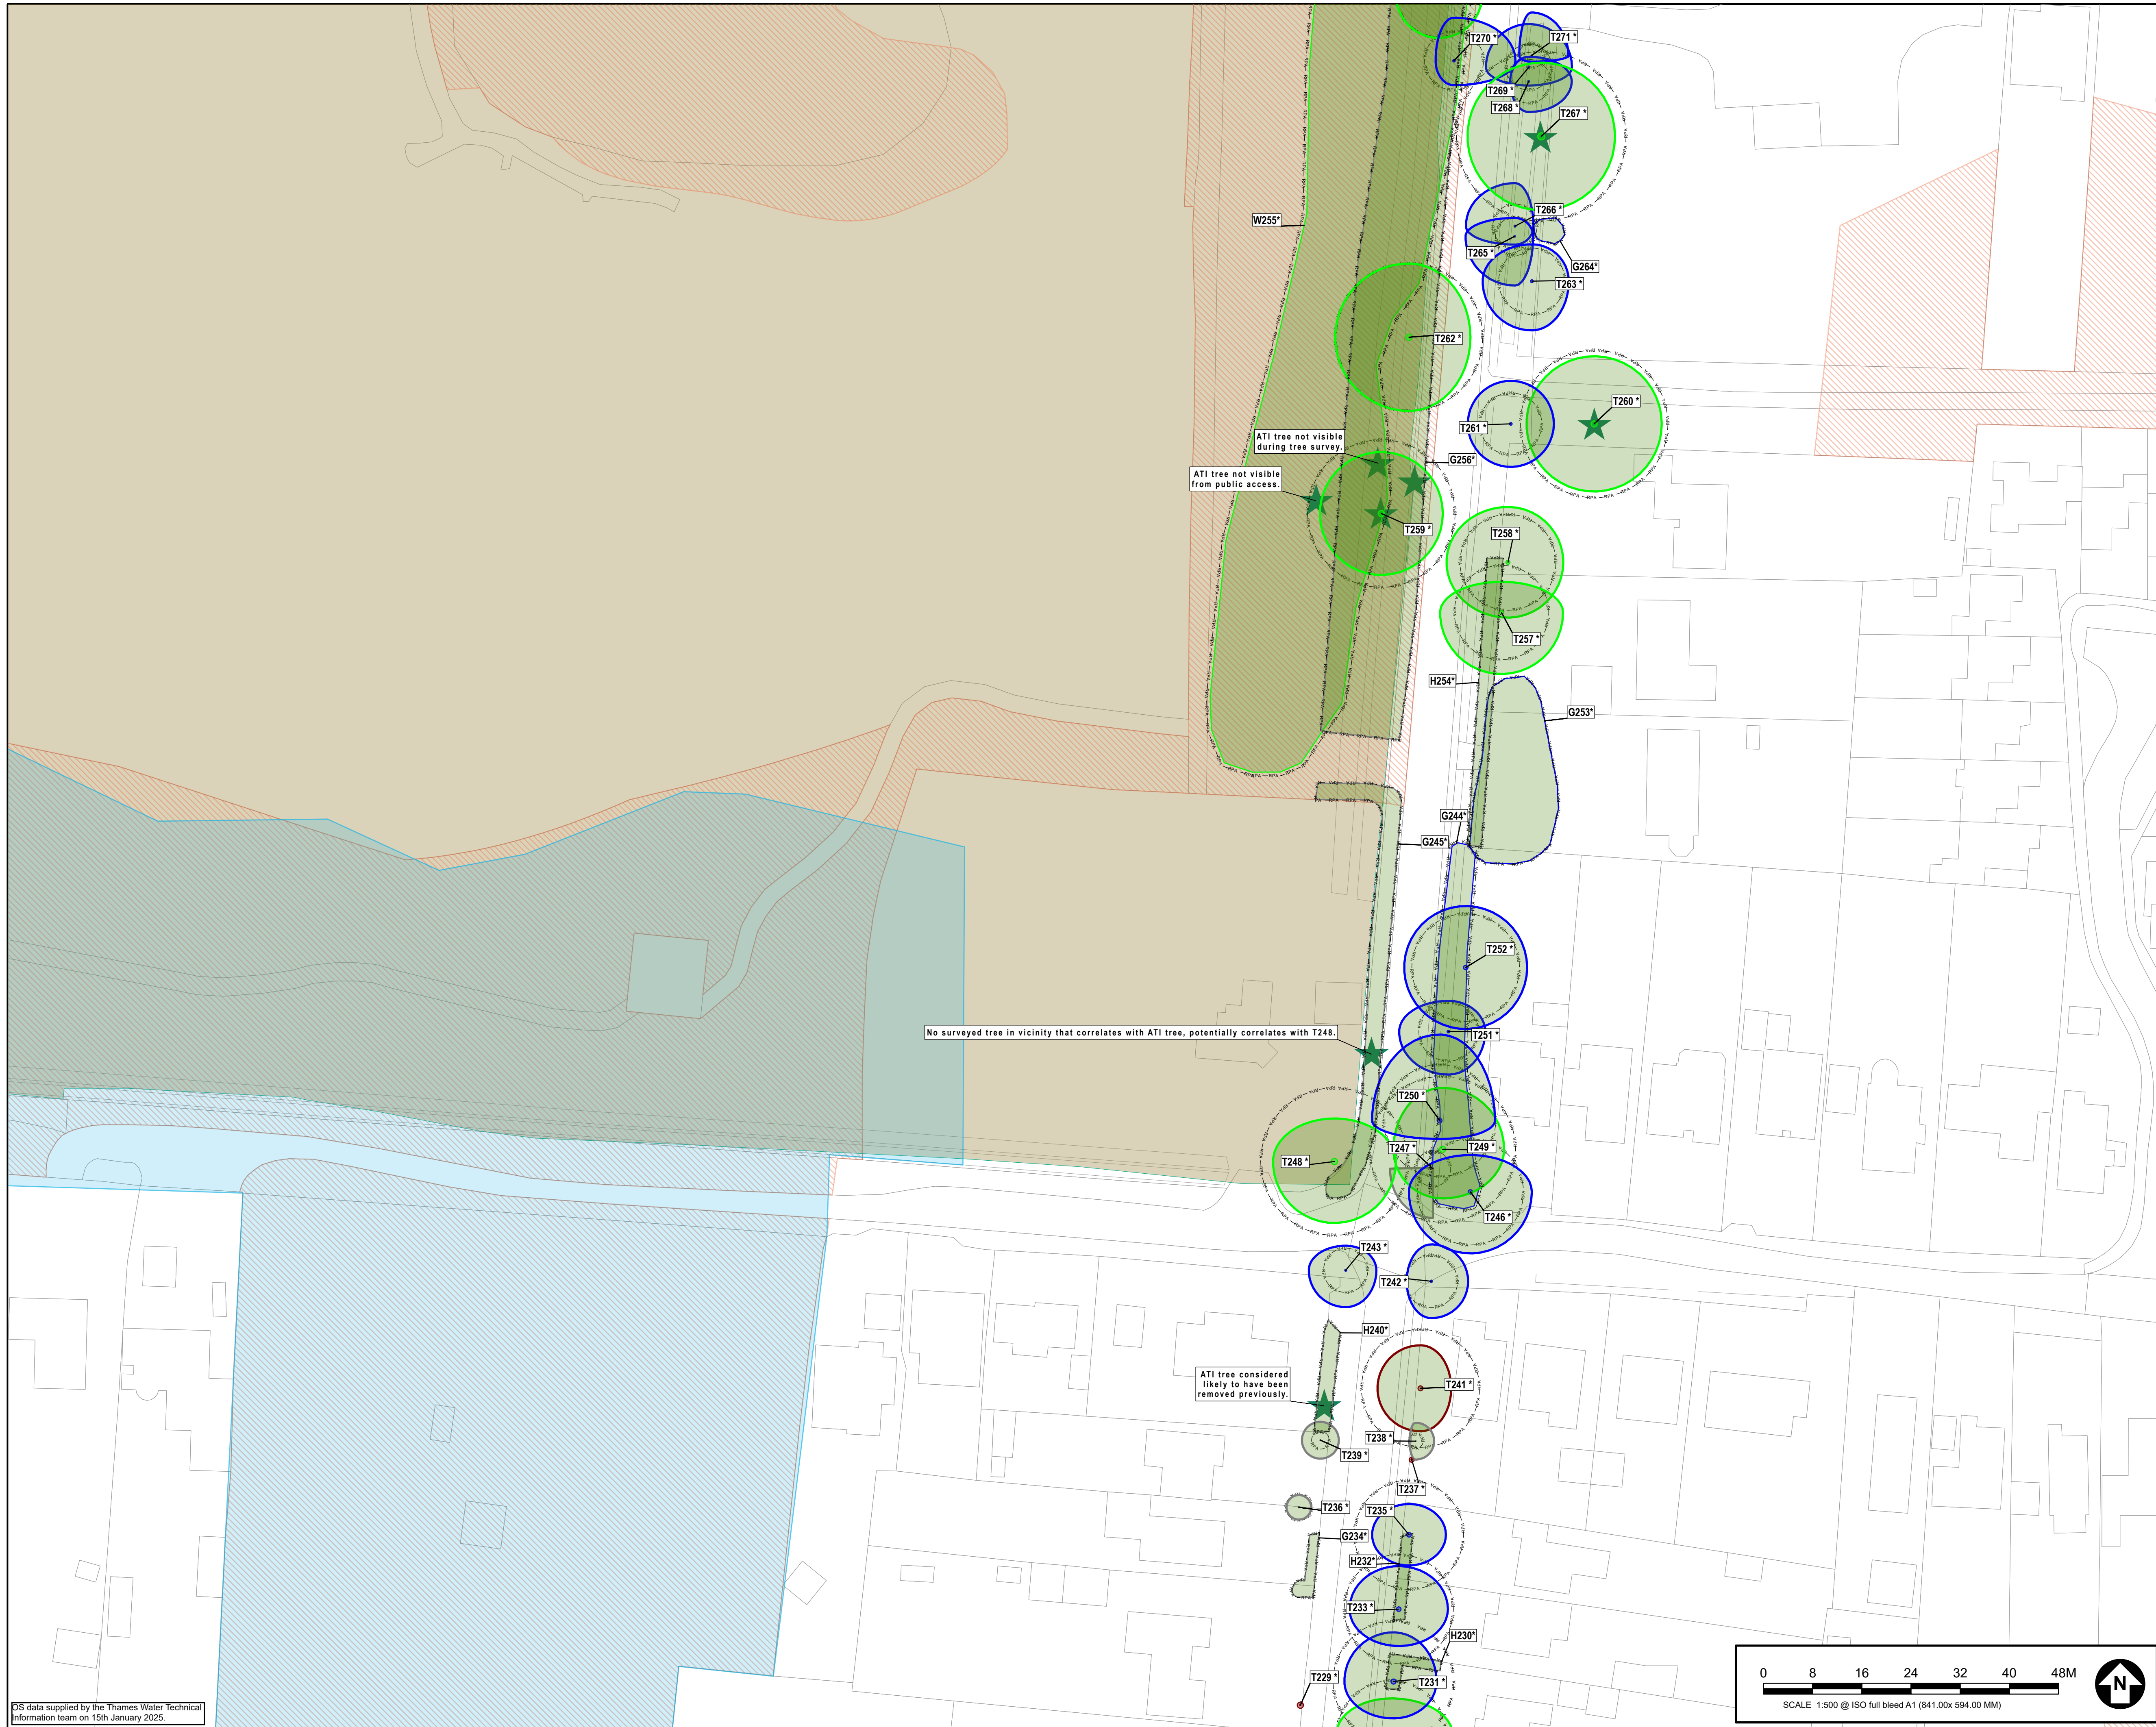 T270 *
T271 *
T269 *
T268 *
T267 *
W255*
T266 *
T265 *
G264*
T263 *
T262 *
T260 *
T261 *
ATI tree not visible
during tree survey.
G256*
ATI tree not visible
from public access.
T259 *
T258 *
T257 *
H254*
G253*
G244*
G245*
T252 *
No surveyed tree in vicinity that correlates with ATI tree, potentially correlates with T248.
T251 *
T250 *
T247 *
T249 *
T248 *
T246 *
T243 *
T242 *
H240*
ATI tree considered
likely to have been
removed previously.
T241 *
T238 *
T239 *
T237 *
T236 *
T235 *
G234*
H232*
T233 *
H230*
T229 *
T231 *
0 8 16 24 32 40 48M
N
SCALE 1:500 @ ISO full bleed A1 (841.00x 594.00 MM)
OS data supplied by the Thames Water Technical
Information team on 15th January 2025.